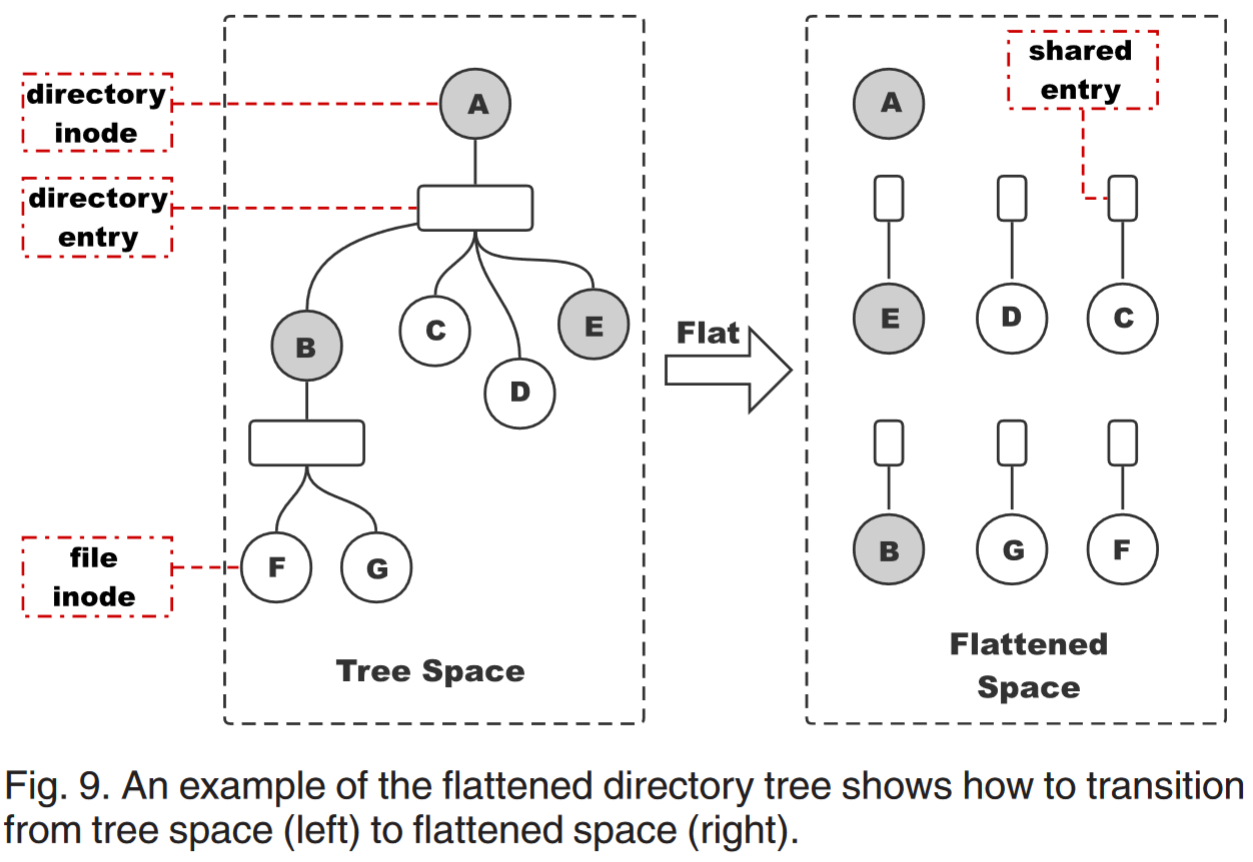 directory
inode
directory
entry
file
inode
A
B
C
D
E
F
G
Tree Space
Flat
shared
entry
A
E
D
C
B
G
F
Flattened
Space
Fig. 9. An example of the flattened directory tree shows how to transition
from tree space (left) to flattened space (right).